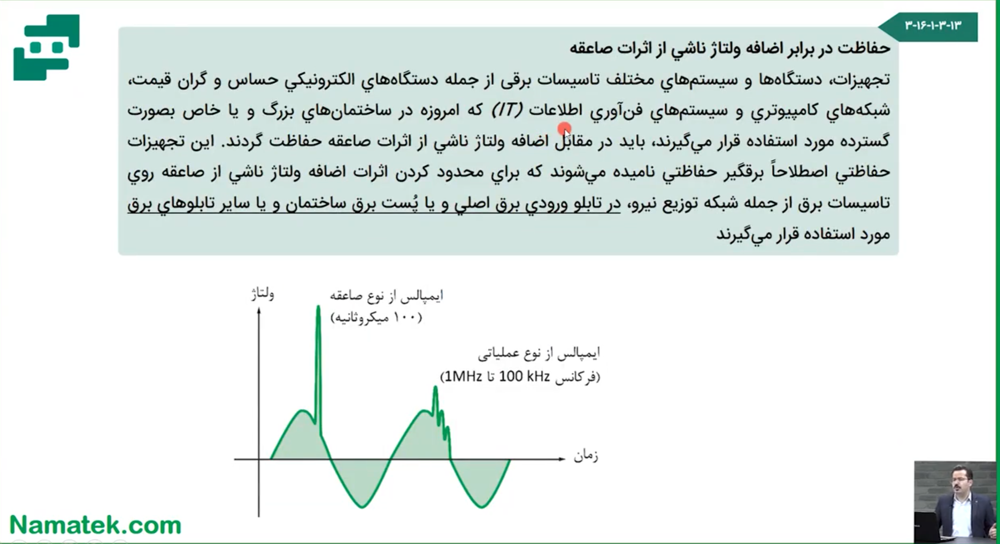 ۱۳-۳-۱-۱۶-۳
حفاظت در برابر اضافه ولتاژ ناشي از اثرات صاعقه
تجهيزات، دستگاه‌ها و سيستم‌هاي مختلف تاسيسات برقی از جمله دستگاه‌هاي الكترونيكي حساس و گران قيمت،
شبكه‌هاي كامپيوتري و سيستم‌هاي فن‌آوري اطلاعات (IT) كه امروزه در ساختمان‌هاي بزرگ و يا خاص بصورت
گسترده مورد استفاده قرار مي‌گيرند، بايد در مقابل اضافه ولتاژ ناشي از اثرات صاعقه حفاظت گردند. اين تجهيزات
حفاظتي اصطلاحاً برقگير حفاظتي ناميده مي‌شوند كه براي محدود كردن اثرات اضافه ولتاژ ناشي از صاعقه روي
تاسيسات برق از جمله شبكه توزيع نيرو، در تابلو ورودي برق اصلي و يا پُست برق ساختمان و يا ساير تابلوهاي برق
مورد استفاده قرار مي‌گيرند
ولتاژ
ایمپالس از نوع صاعقه
(۱۰۰ میکروثانیه)
ایمپالس از نوع عملیاتی
(فرکانس 100 kHz تا 1MHz)
زمان
Namatek.com